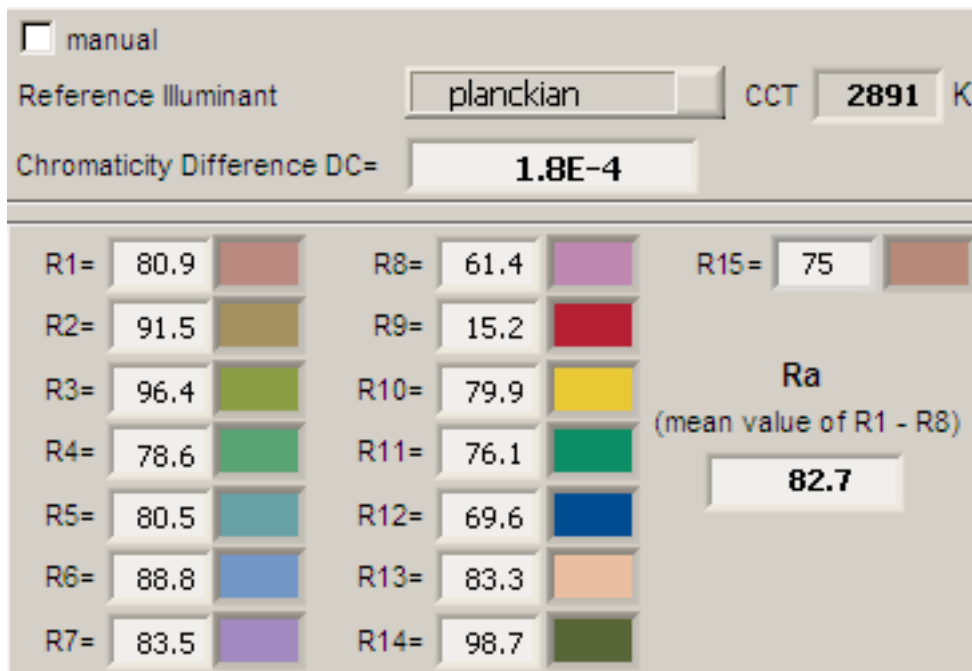 manual
Reference Illuminant planckian CCT 2891 K
Chromaticity Difference DC= 1.8E-4
R1= 80.9 R8= 61.4 R15= 75
R2= 91.5 R9= 15.2
R3= 96.4 R10= 79.9 Ra
(mean value of R1 - R8)
R4= 78.6 R11= 76.1
82.7
R5= 80.5 R12= 69.6
R6= 88.8 R13= 83.3
R7= 83.5 R14= 98.7